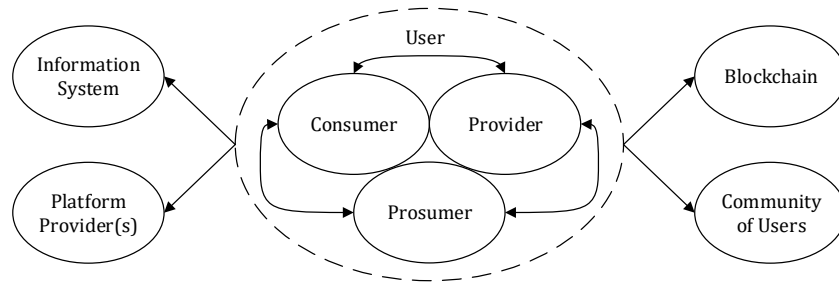 User
Information
System
Consumer
Provider
Blockchain
Platform
Provider(s)
Prosumer
Community
of Users